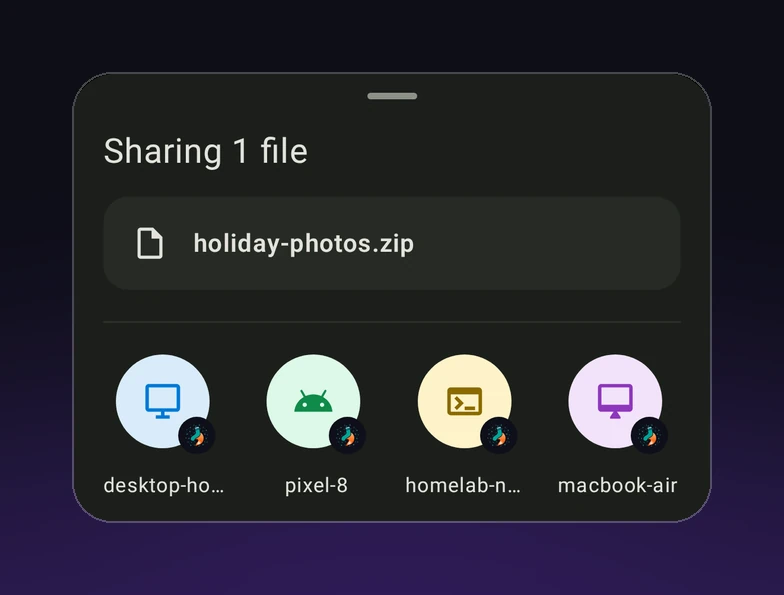 Sharing 1 file
holiday-photos.zip
desktop-ho…
pixel-8
homelab-n…
macbook-air